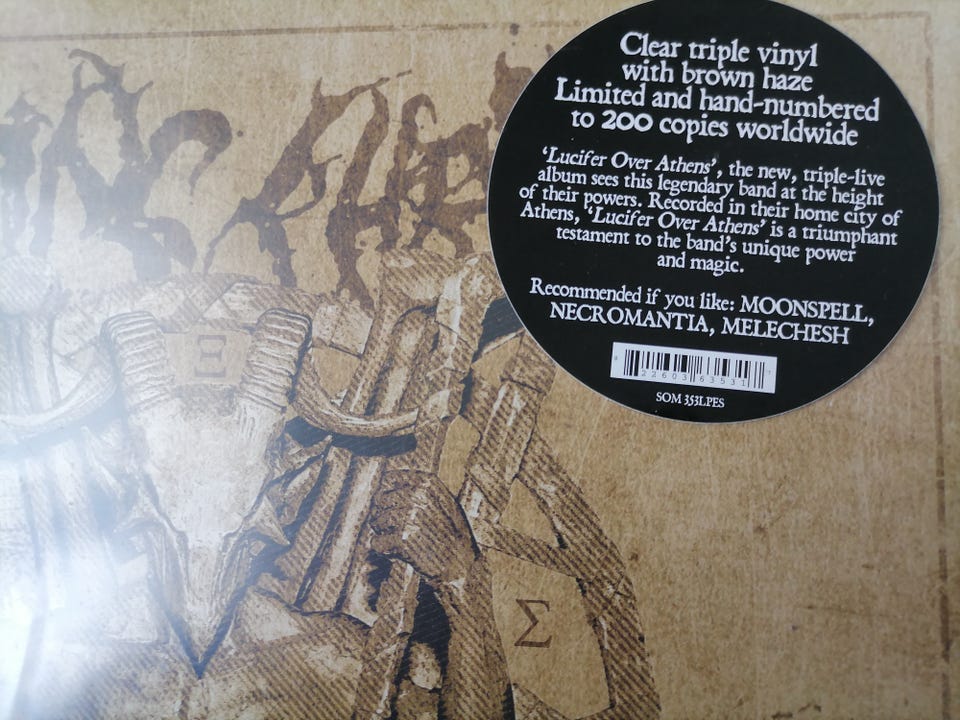 Clear triple vinyl
with brown haze
Limited and hand-numbered
to 200 copies worldwide
‘Lucifer Over Athens’, the new, triple-live
album sees this legendary band at the height
of their powers. Recorded in their home city of
Athens, ‘Lucifer Over Athens’ is a triumphant
testament to the band’s unique power
and magic.
Recommended if you like: MOONSPELL,
NECROMANTIA, MELECHESH
22603 63531
SOM 353LPES
Ξ
Σ